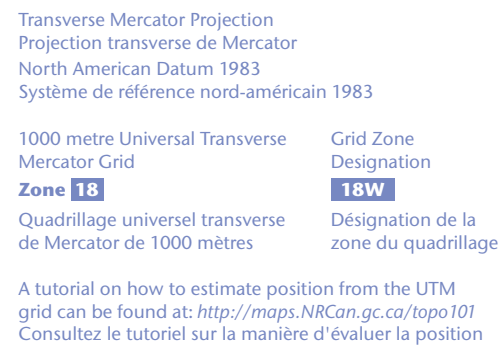 Transverse Mercator Projection
Projection transverse de Mercator
North American Datum 1983
Système de référence nord-américain 1983
1000 metre Universal Transverse
Mercator Grid
Zone 18
Quadrillage universel transverse
de Mercator de 1000 mètres
Grid Zone
Designation
18W
Désignation de la
zone du quadrillage
A tutorial on how to estimate position from the UTM
grid can be found at: http://maps.NRCan.gc.ca/topo101
Consultez le tutoriel sur la manière d'évaluer la position